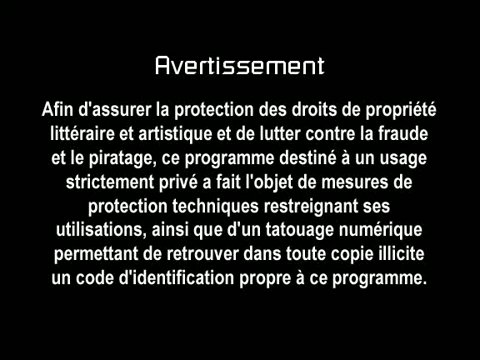 Avertissement
Afin d'assurer la protection des droits de propriété
littéraire et artistique et de lutter contre la fraude
et le piratage, ce programme destiné à un usage
strictement privé a fait l'objet de mesures de
protection techniques restreignant ses
utilisations, ainsi que d'un tatouage numérique
permettant de retrouver dans toute copie illicite
un code d'identification propre à ce programme.